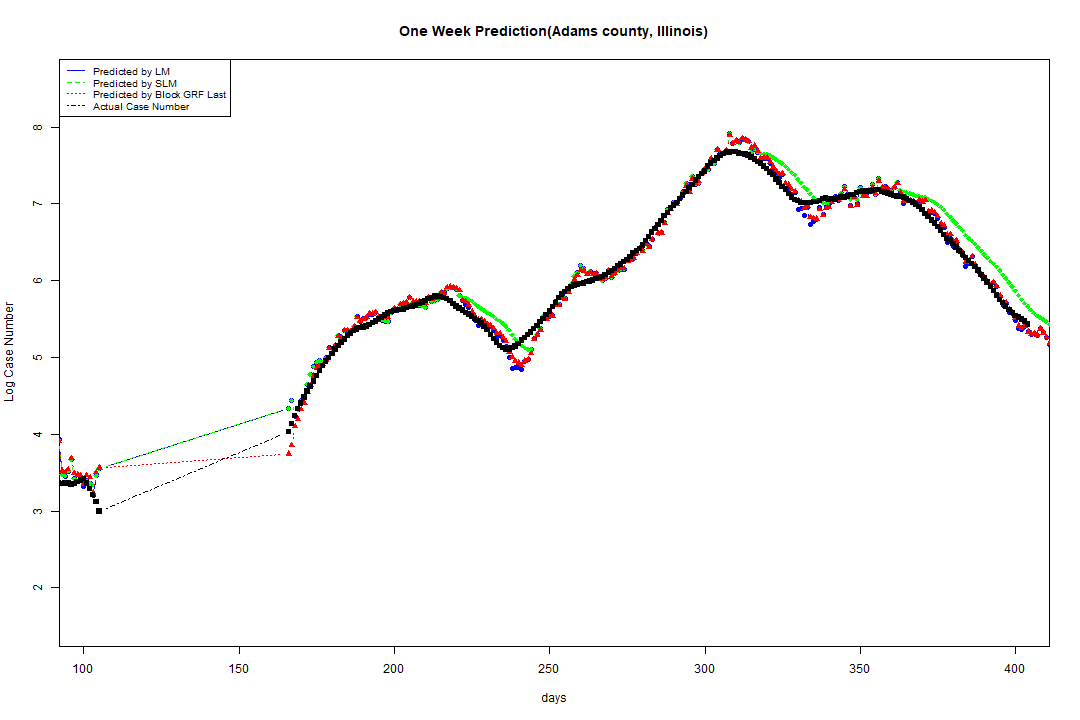 One Week Prediction(Adams county, Illinois)
Predicted by LM
Predicted by SLM
Predicted by Block GRF Last
Actual Case Number
Log Case Number
8
7
6
5
4
3
2
100 150 200 250 300 350 400
days